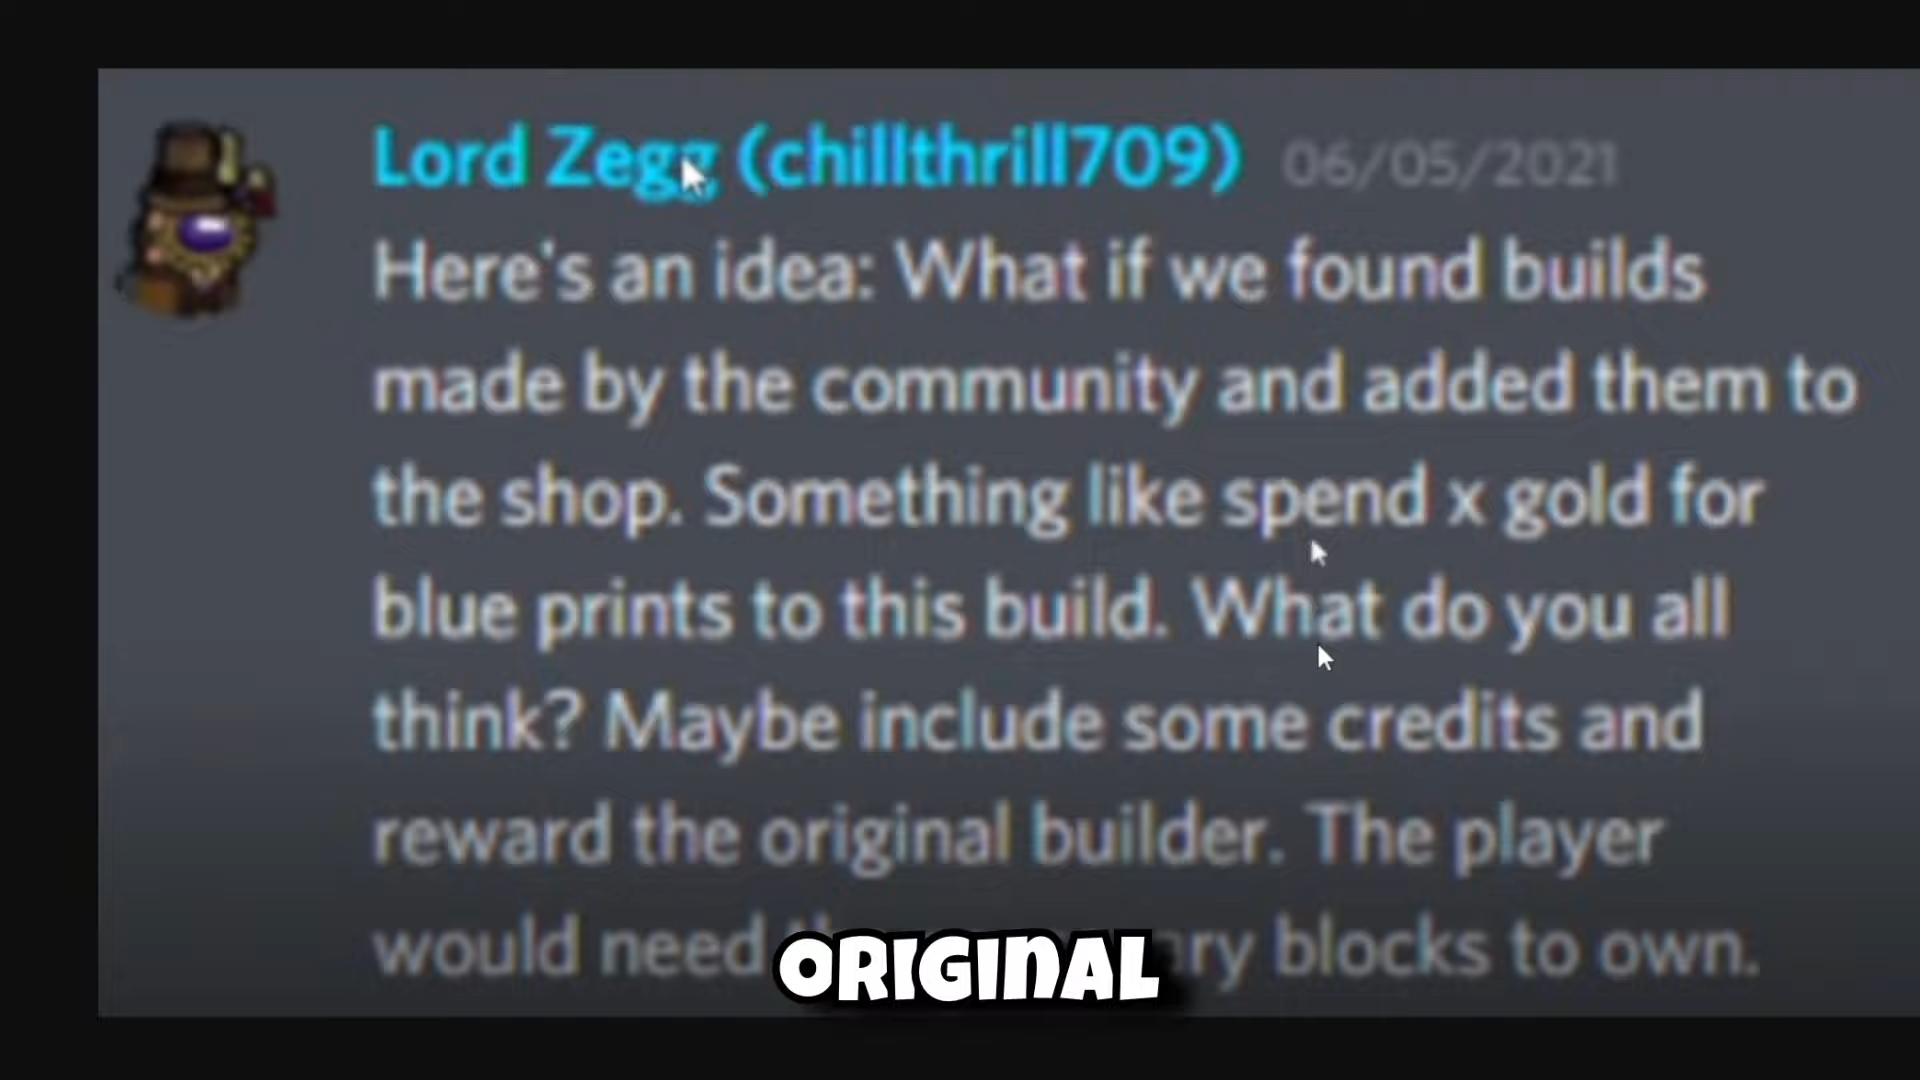 Lord Zegg (chillthrill709) 06/05/2021
Here's an idea: What if we found builds
made by the community and added them to
the shop. Something like spend x gold for
blue prints to this build. What do you all
think? Maybe include some credits and
reward the original builder. The player
would need blocks to own.
ORIGINAL